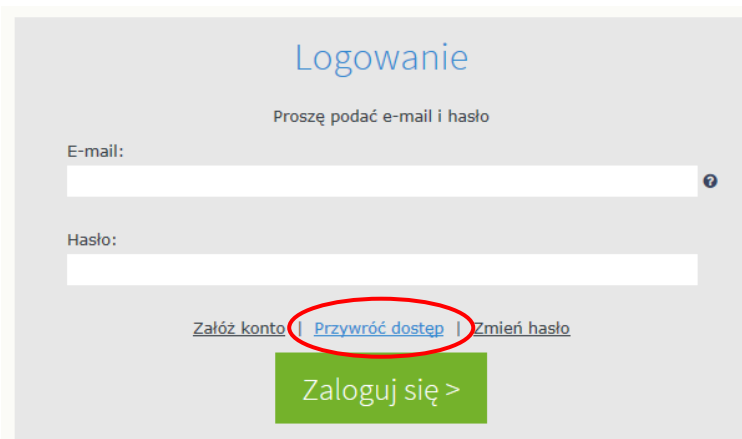 Logowanie
Proszę podać e-mail i hasło
E-mail:
?
Hasło:
Załóż konto | Przywróć dostęp | Zmień hasło
Zaloguj się >